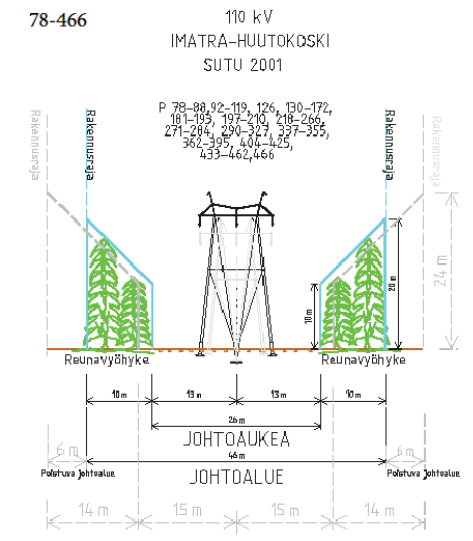 78-466
110 kV
IMATRA-HUUTOKOSKI
SUTU 2001
P 78-88,92-119, 126, 130-172,
181-193, 197-210, 218-266,
271-284, 290-327, 337-355,
362-395, 404-425,
433-462,466
Rakennusraja
Rakennusraja
Rakennusraja
Rakennusraja
24 m
20 m
10 m
Reunavyöhyke
Reunavyöhyke
10 m
13 m
13 m
10 m
26 m
JOHTOAUKEA
6 m
46 m
6 m
Poistuva johtoalue
JOHTOALUE
Poistuva johtoalue
14 m
15 m
15 m
14 m